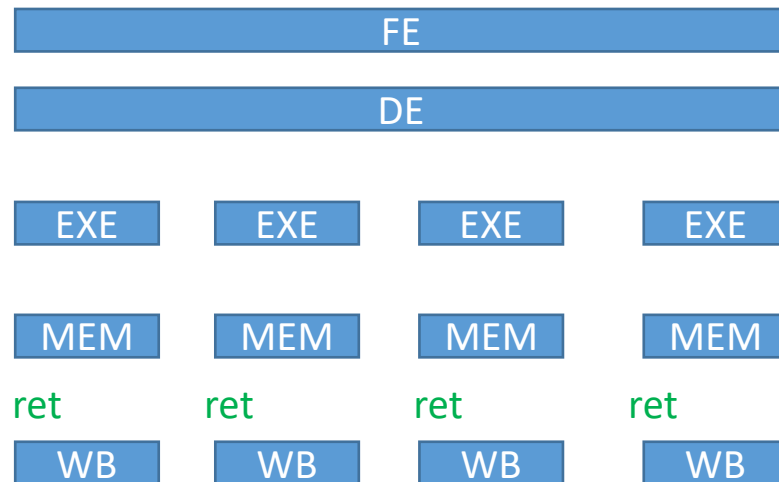 FE
DE
EXE EXE EXE EXE
MEM MEM MEM MEM
ret ret ret ret
WB WB WB WB